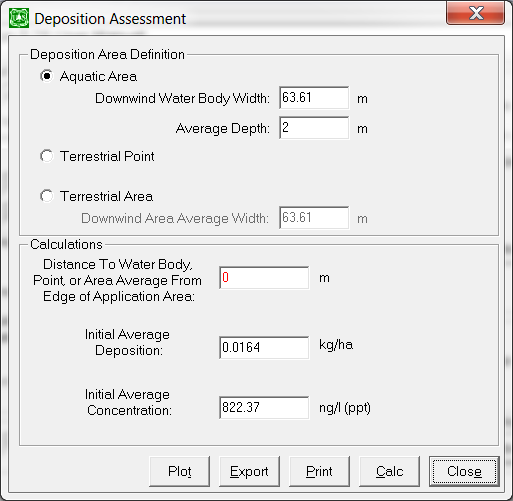 Deposition Assessment
Deposition Area Definition
Aquatic Area
Downwind Water Body Width: 63.61 m
Average Depth: 2 m
Terrestrial Point
Terrestrial Area
Downwind Area Average Width: 63.61 m
Calculations
Distance To Water Body,
Point, or Area Average From
Edge of Application Area:
0 m
Initial Average
Deposition:
0.0164 kg/ha
Initial Average
Concentration:
822.37 ng/l (ppt)
Plot Export Print Calc Close